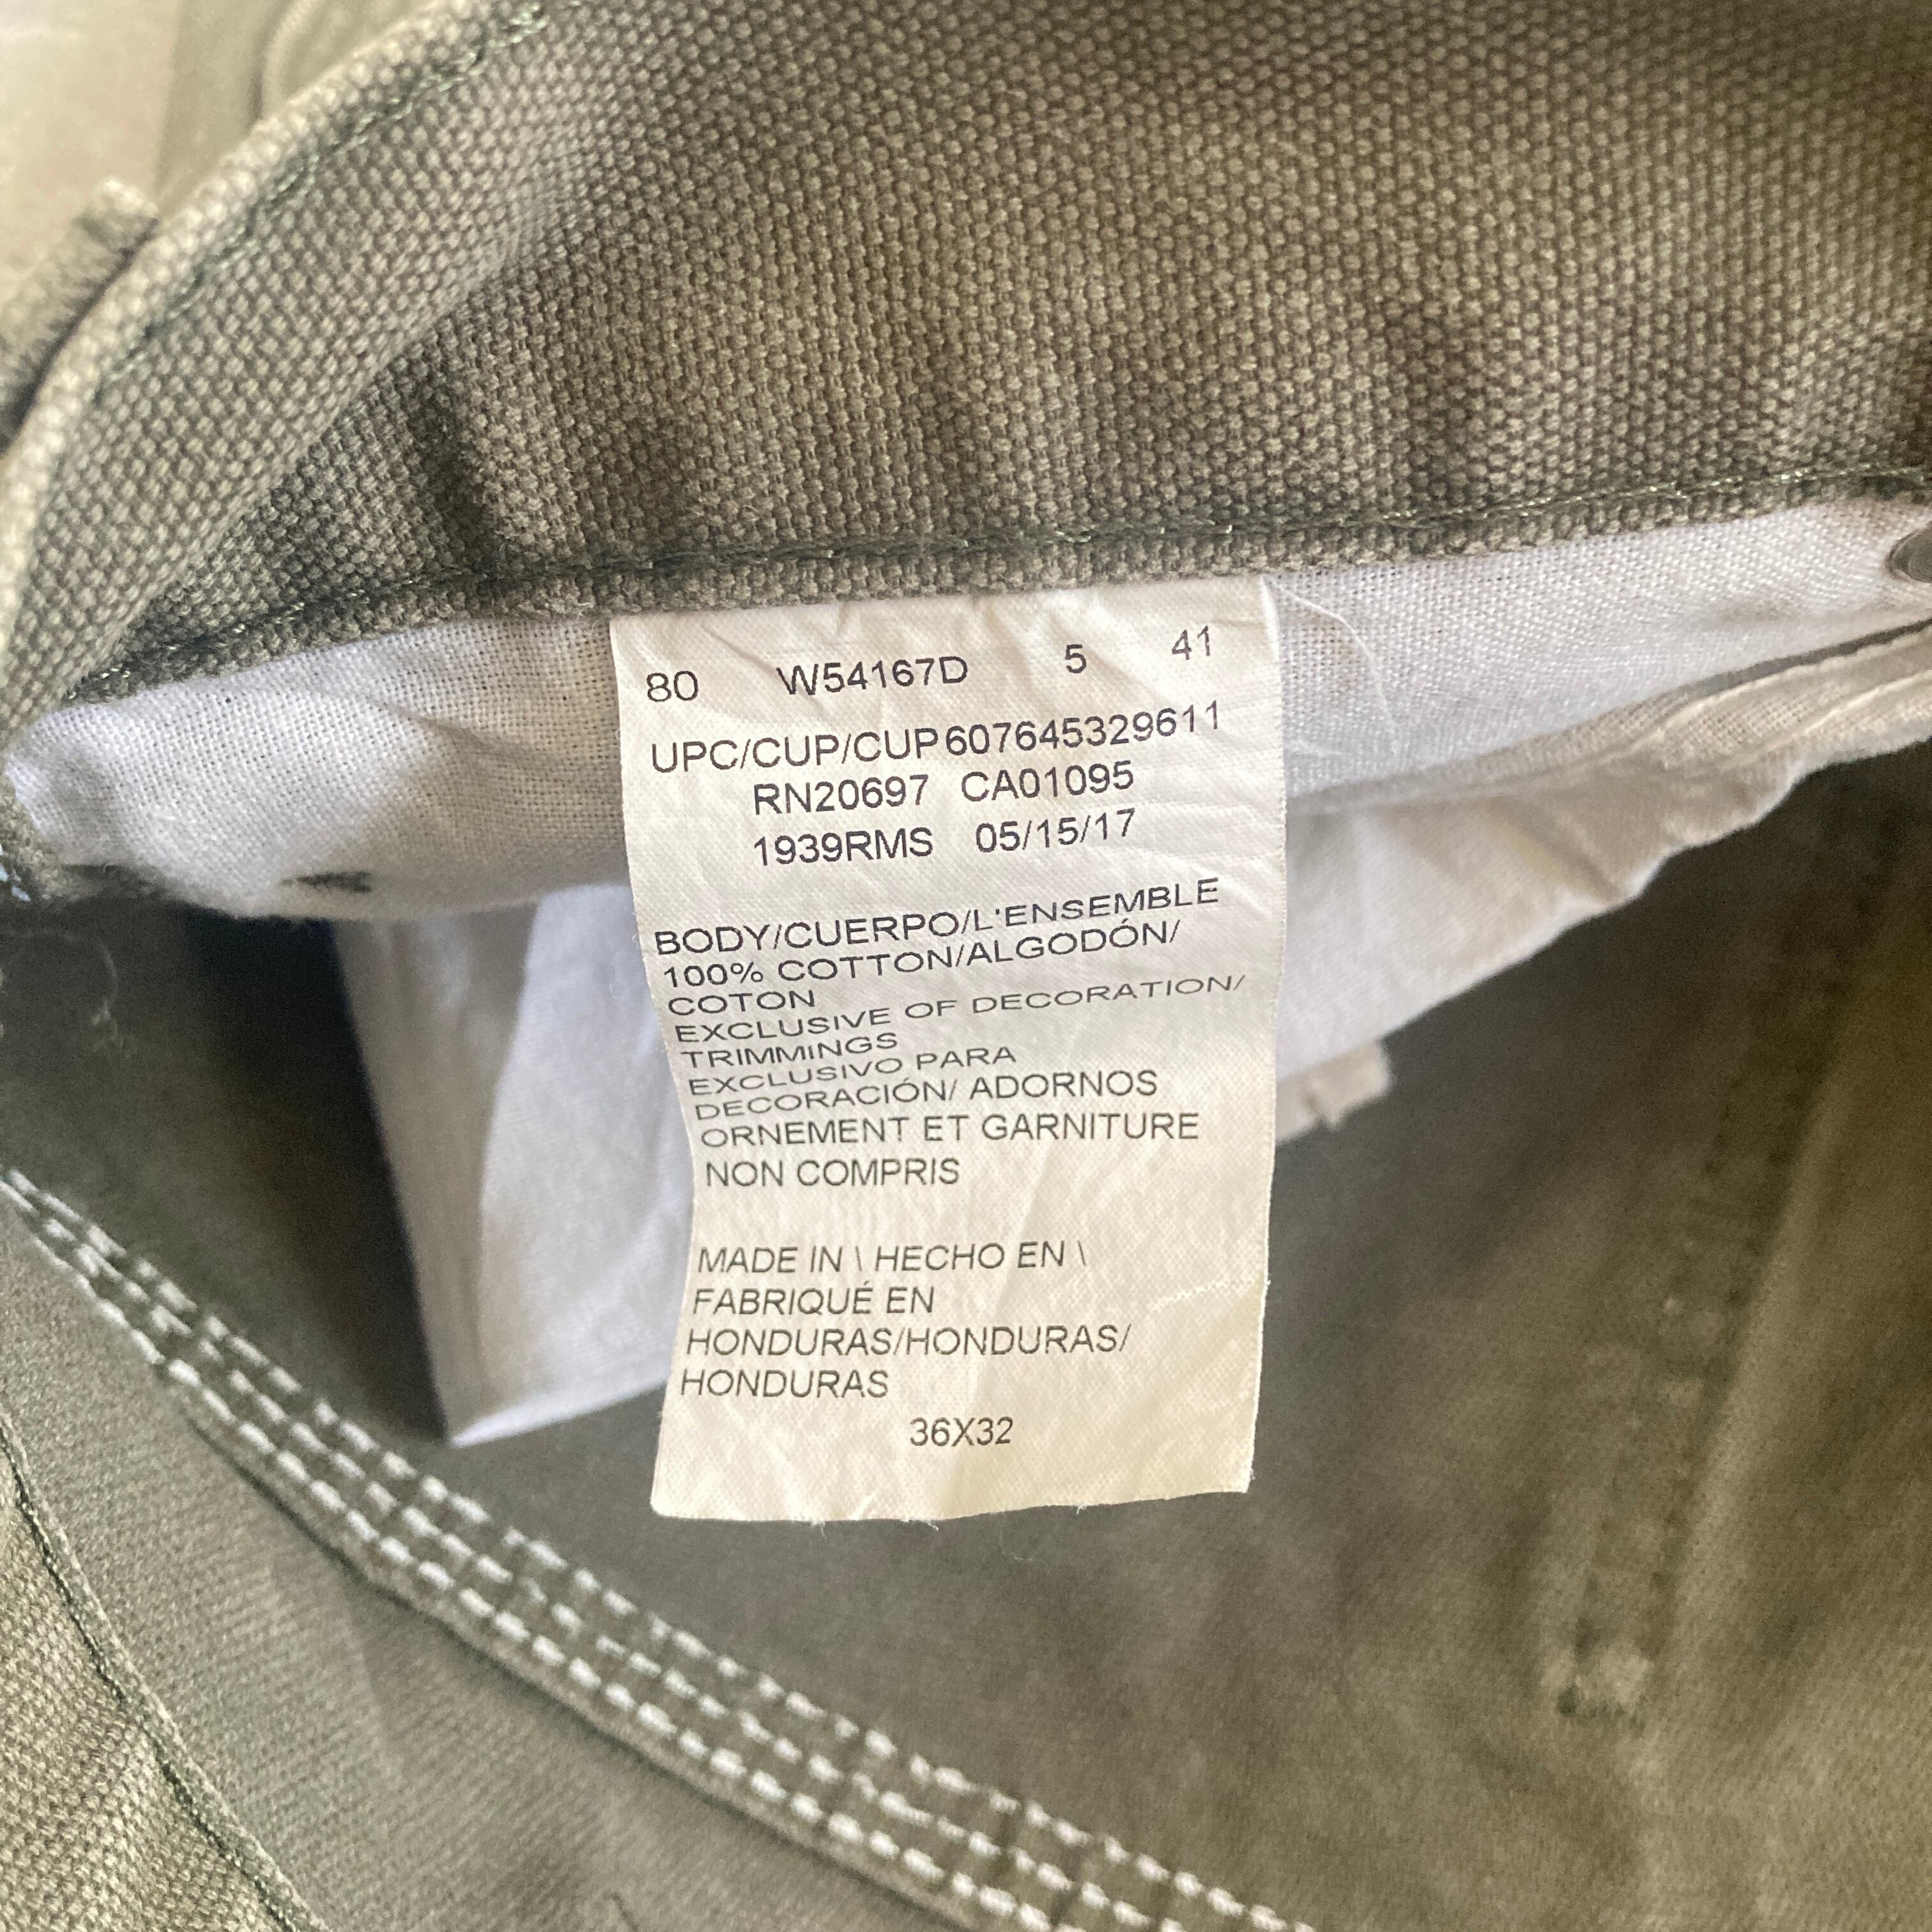 80 W54167D 5 41
UPC/CUP/CUP607645329611
RN20697 CA01095
1939RMS 05/15/17
BODY/CUERPO/L'ENSEMBLE
100% COTTON/ALGODÓN/
COTON
EXCLUSIVE OF DECORATION/
TRIMMINGS
EXCLUSIVO PARA
DECORACIÓN/ ADORNOS
ORNEMENT ET GARNITURE
NON COMPRIS
MADE IN \ HECHO EN \
FABRIQUÉ EN
HONDURAS/HONDURAS/
HONDURAS
36X32